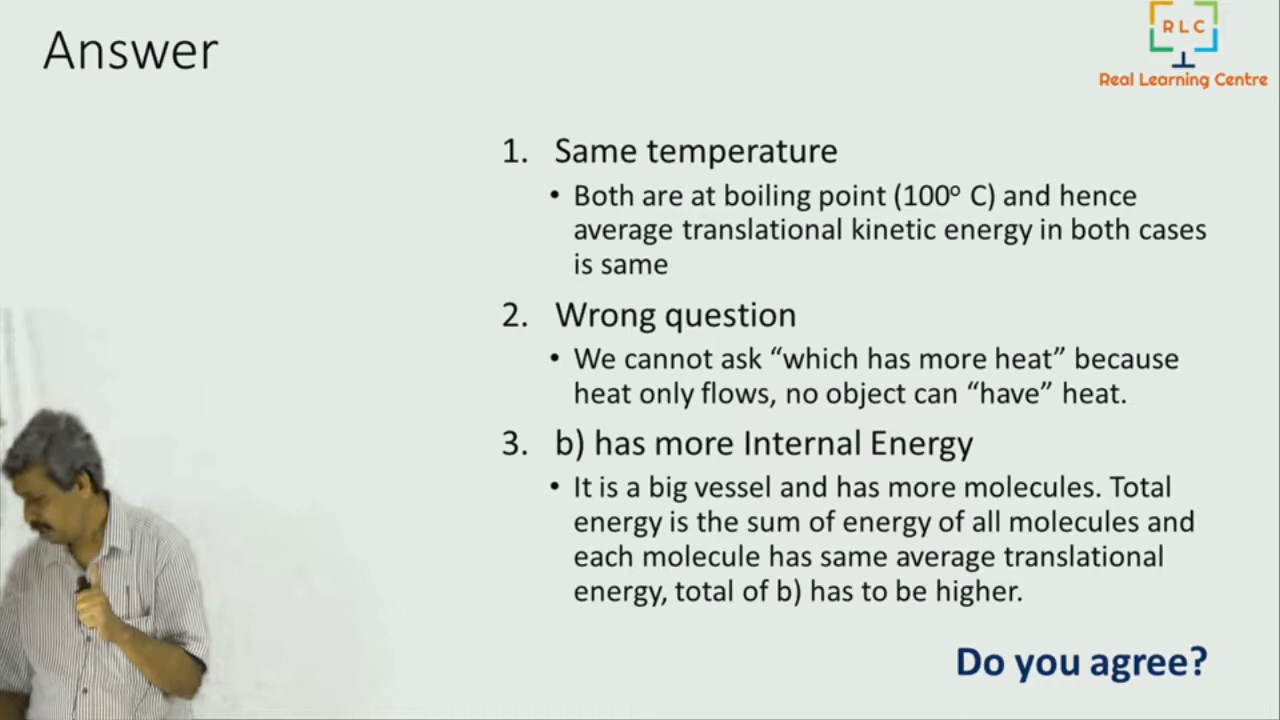 Answer
R L C
Real Learning Centre
1. Same temperature
• Both are at boiling point (100º C) and hence
average translational kinetic energy in both cases
is same
2. Wrong question
• We cannot ask “which has more heat” because
heat only flows, no object can “have” heat.
3. b) has more Internal Energy
• It is a big vessel and has more molecules. Total
energy is the sum of energy of all molecules and
each molecule has same average translational
energy, total of b) has to be higher.
Do you agree?